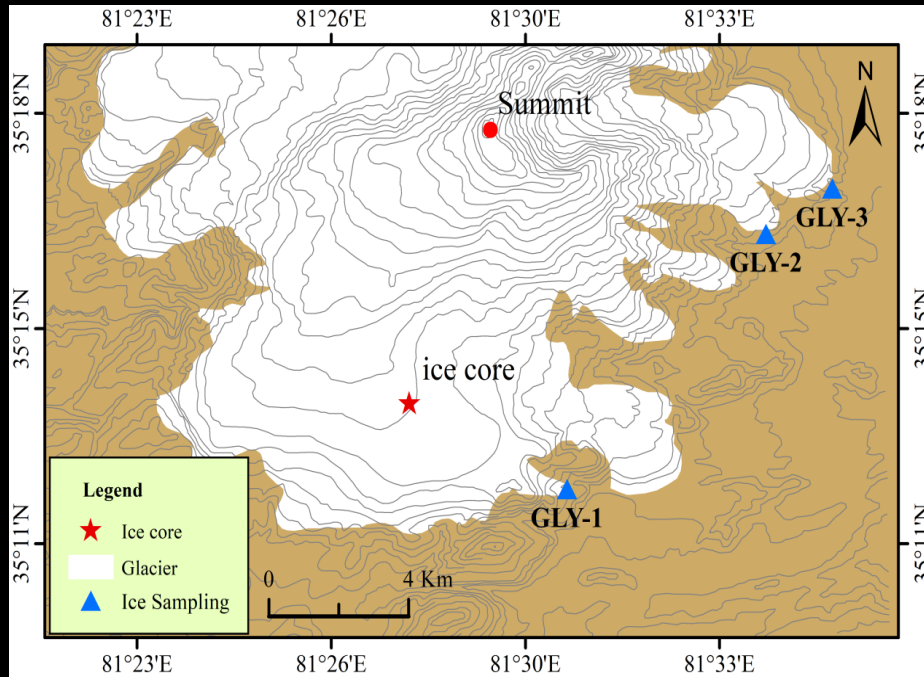 81°23'E 81°26'E 81°30'E 81°33'E
N
Summit
35°18'N 35°18'N
GLY-3
GLY-2
35°15'N 35°15'N
ice core
Legend
Ice core
Glacier
Ice Sampling
GLY-1
35°11'N 35°11'N
0 4 Km
81°23'E 81°26'E 81°30'E 81°33'E